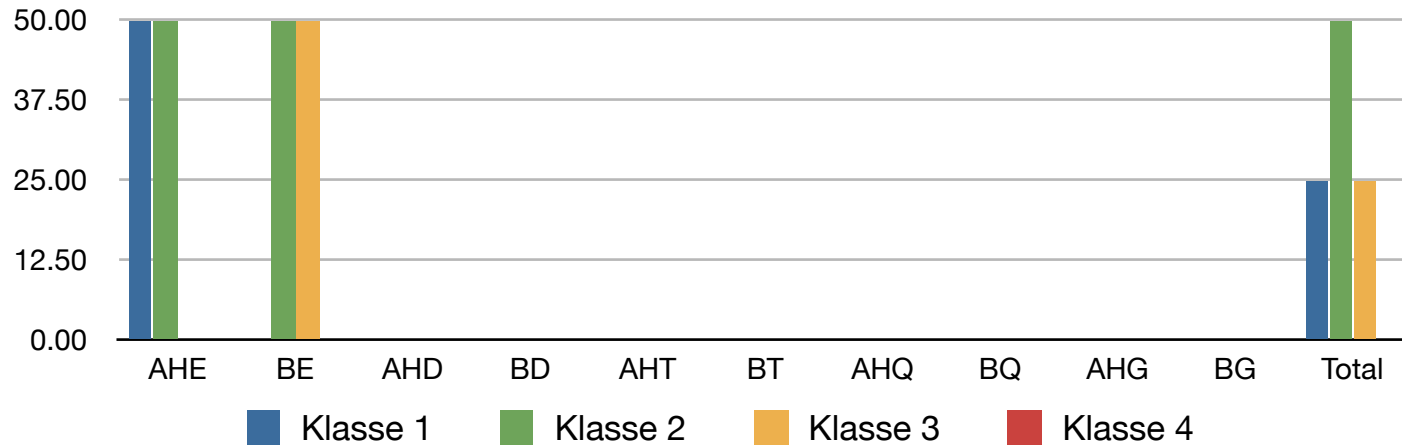 50.00
37.50
25.00
12.50
0.00
AHE BE AHD BD AHT BT AHQ BQ AHG BG Total
Klasse 1 Klasse 2 Klasse 3 Klasse 4